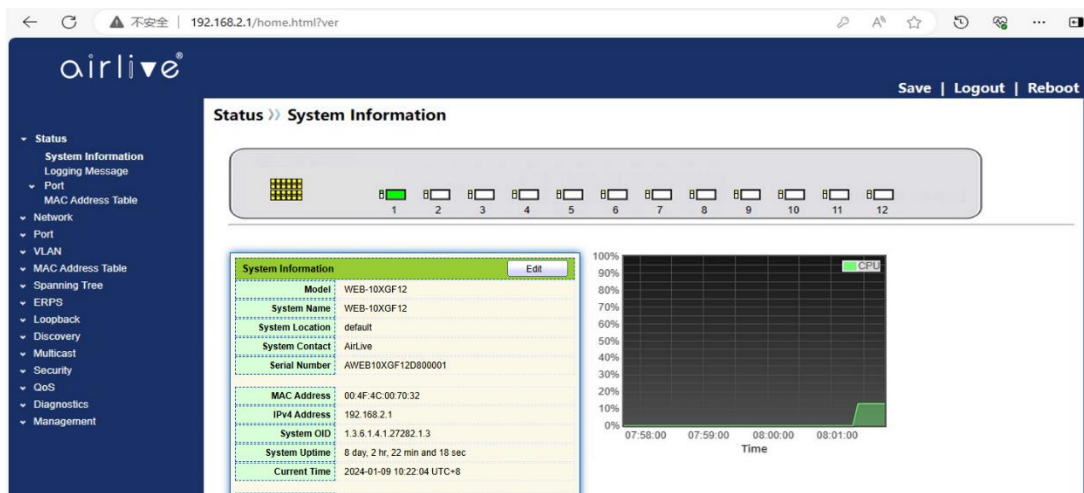 不安全 | 192.168.2.1/home.html?ver
airlive®
Save | Logout | Reboot
Status » System Information
Status
System Information
Logging Message
Port
MAC Address Table
Network
Port
VLAN
MAC Address Table
Spanning Tree
ERPS
Loopback
Discovery
Multicast
Security
QoS
Diagnostics
Management
1 2 3 4 5 6 7 8 9 10 11 12
System Information Edit
Model WEB-10XGF12
System Name WEB-10XGF12
System Location default
System Contact AirLive
Serial Number AWEB10XGF12D800001
MAC Address 00:4F:4C:00:70:32
IPv4 Address 192.168.2.1
System OID 1.3.6.1.4.1.27282.1.3
System Uptime 8 day, 2 hr, 22 min and 18 sec
Current Time 2024-01-09 10:22:04 UTC+8
CPU
100%
90%
80%
70%
60%
50%
40%
30%
20%
10%
0%
07:58:00 07:59:00 08:00:00 08:01:00
Time